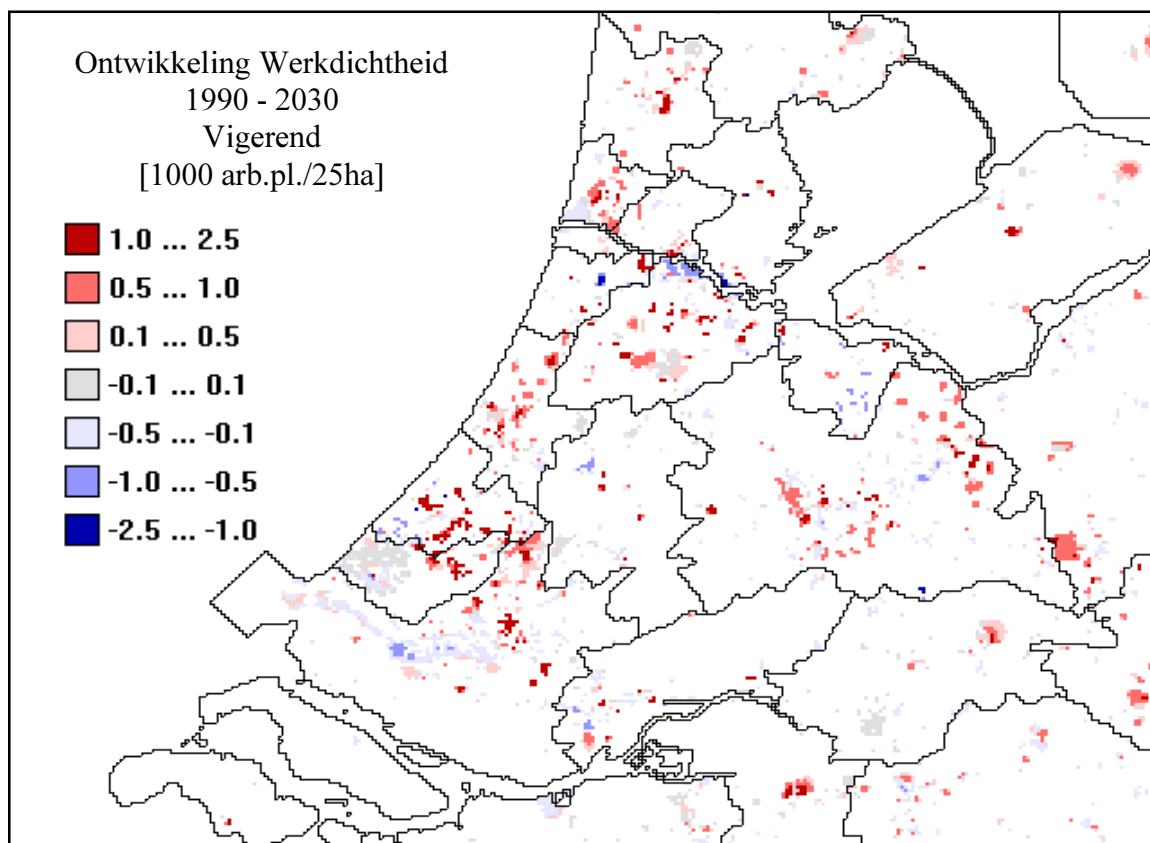 Ontwikkeling Werkdichtheid
1990 - 2030
Vigerend
[1000 arb.pl./25ha]
1.0 ... 2.5
0.5 ... 1.0
0.1 ... 0.5
-0.1 ... 0.1
-0.5 ... -0.1
-1.0 ... -0.5
-2.5 ... -1.0